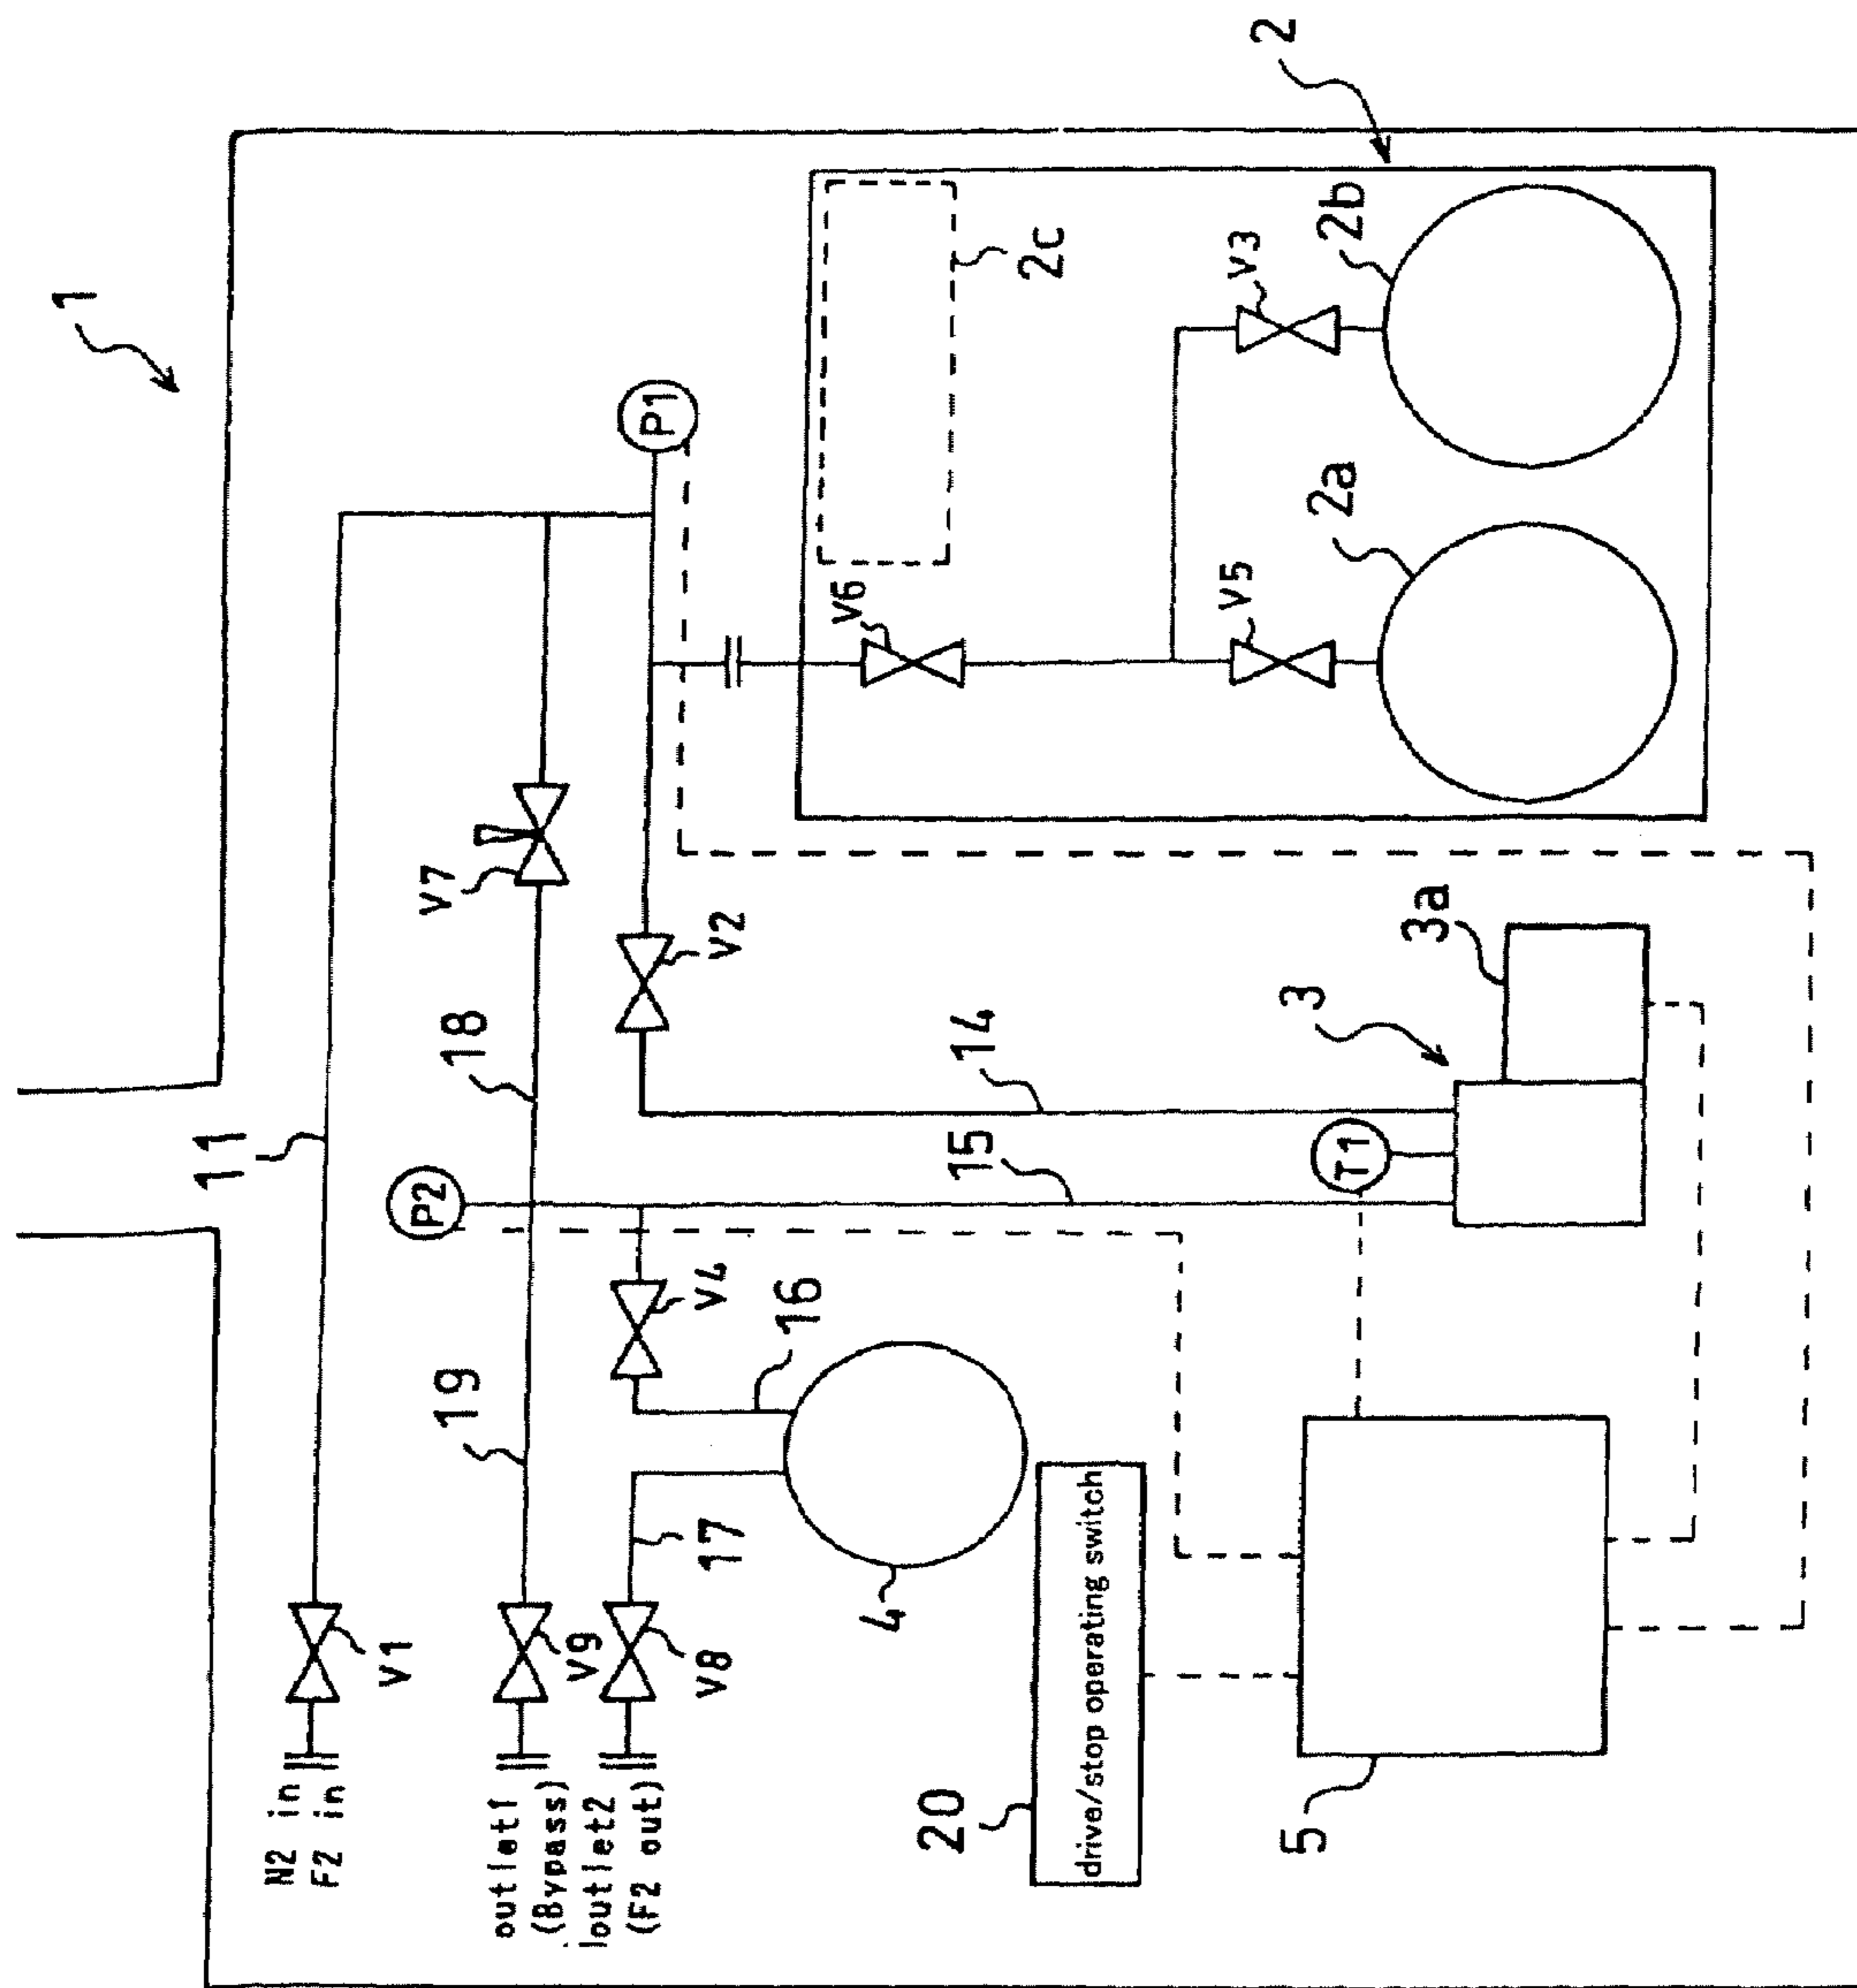 1
2
11
N2 in
F2 in
V1
P1
18
V7
P2
19
V9
outlet1
(Bypass)
V2
V4
17
V8
outlet2
(F2 out)
16
14
15
V6
2c
4
20
drive/stop operating switch
V5
V3
2a
2b
3
3a
T1
5